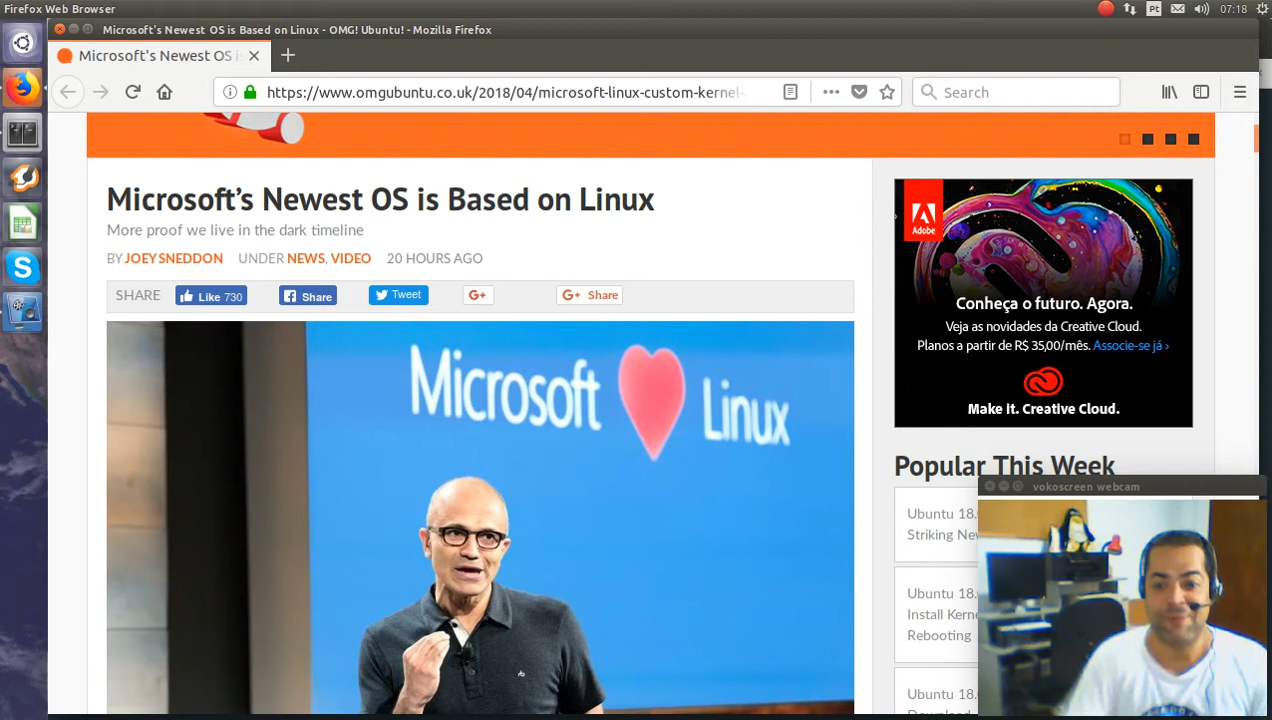 Firefox Web Browser
Pt
07:18
Microsoft's Newest OS is Based on Linux - OMG! Ubuntu! - Mozilla Firefox
Microsoft's Newest OS is
https://www.omgubuntu.co.uk/2018/04/microsoft-linux-custom-kernel-
Search
Microsoft’s Newest OS is Based on Linux
More proof we live in the dark timeline
BY JOEY SNEDDON UNDER NEWS, VIDEO 20 HOURS AGO
SHARE
Like 730
Share
Tweet
G+
G+ Share
Microsoft Linux
Adobe
Conheça o futuro. Agora.
Veja as novidades da Creative Cloud.
Planos a partir de R$ 35,00/mês. Associe-se já ›
Make it. Creative Cloud.
Popular This Week
Ubuntu 18.
Striking Nev
Ubuntu 18.
Install Kerne
Rebooting
Ubuntu 18.
Download
vokoscreen webcam
S